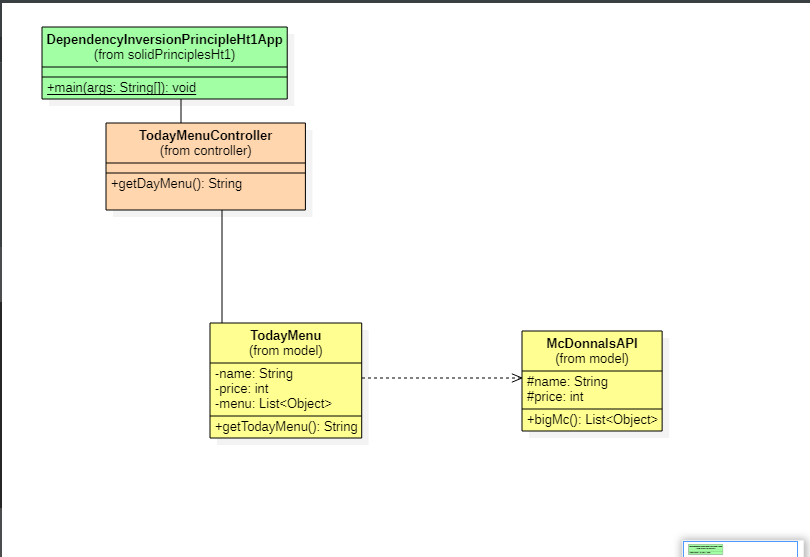 DependencyInversionPrincipleHt1App
(from solidPrinciplesHt1)
+main(args: String[]): void
TodayMenuController
(from controller)
+getDayMenu(): String
TodayMenu
(from model)
-name: String
-price: int
-menu: List<Object>
+getTodayMenu(): String
McDonnalsAPI
(from model)
#name: String
#price: int
+bigMc(): List<Object>